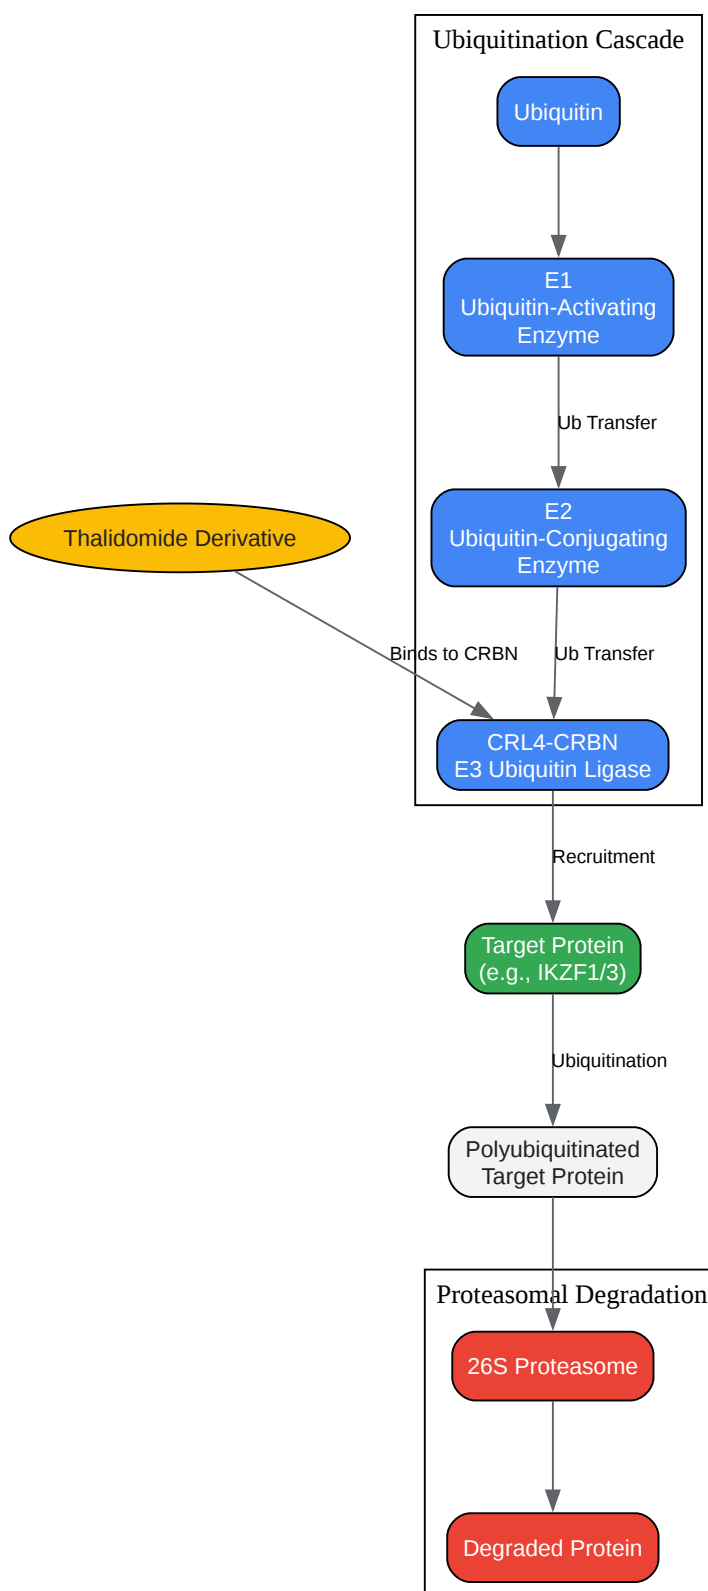 Ubiquitination Cascade
Ubiquitin
E1
Ubiquitin-Activating
Enzyme
Ub Transfer
E2
Ubiquitin-Conjugating
Enzyme
Thalidomide Derivative
Binds to CRBN
Ub Transfer
CRL4-CRBN
E3 Ubiquitin Ligase
Recruitment
Target Protein
(e.g., IKZF1/3)
Ubiquitination
Polyubiquitinated
Target Protein
Proteasomal Degradation
26S Proteasome
Degraded Protein